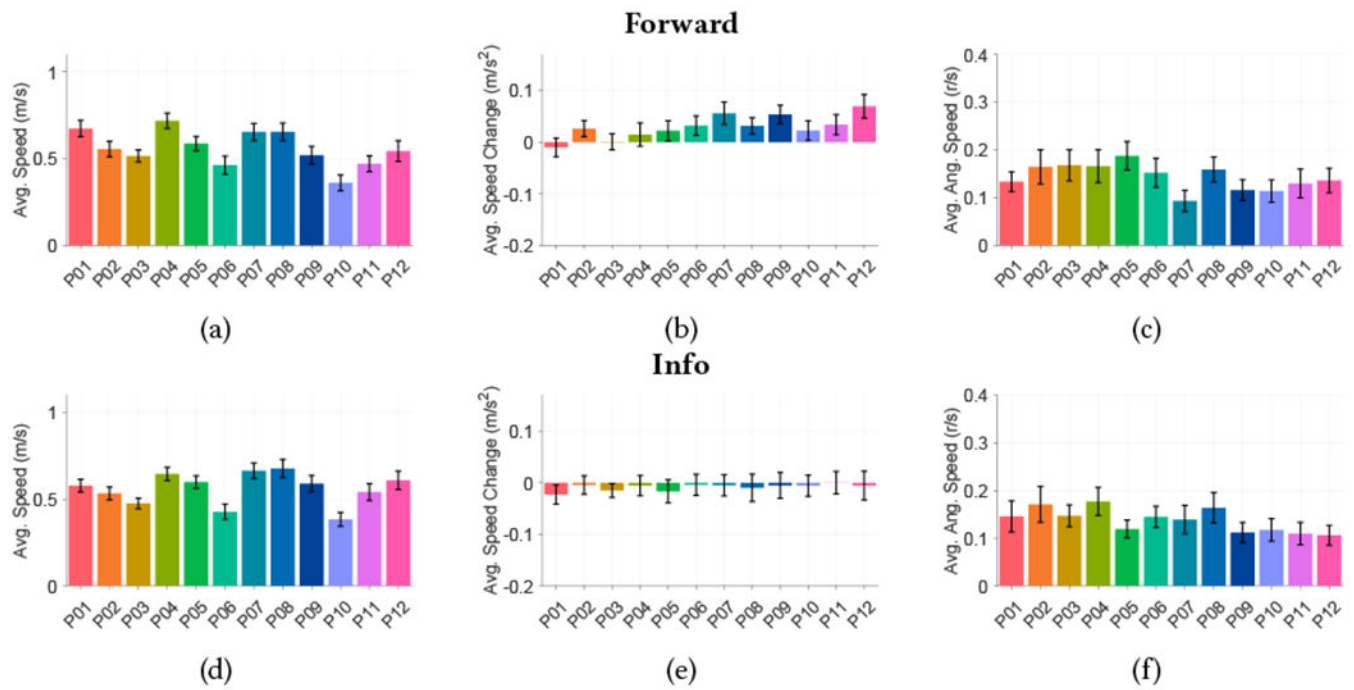 Forward
Avg. Speed (m/s)
1
0.5
0
P01 P02 P03 P04 P05 P06 P07 P08 P09 P10 P11 P12
(a)
Avg. Speed Change (m/s²)
0.1
0
-0.1
-0.2
P01 P02 P03 P04 P05 P06 P07 P08 P09 P10 P11 P12
(b)
Avg. Ang. Speed (r/s)
0.4
0.3
0.2
0.1
0
P01 P02 P03 P04 P05 P06 P07 P08 P09 P10 P11 P12
(c)
Info
Avg. Speed (m/s)
1
0.5
0
P01 P02 P03 P04 P05 P06 P07 P08 P09 P10 P11 P12
(d)
Avg. Speed Change (m/s²)
0.1
0
-0.1
-0.2
P01 P02 P03 P04 P05 P06 P07 P08 P09 P10 P11 P12
(e)
Avg. Ang. Speed (r/s)
0.4
0.3
0.2
0.1
0
P01 P02 P03 P04 P05 P06 P07 P08 P09 P10 P11 P12
(f)